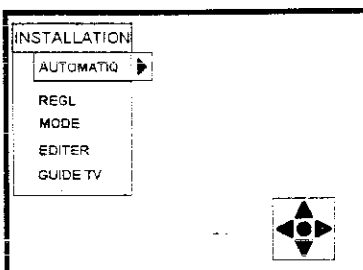 INSTALLATION
AUTOMATIQ
REGL
MODE
EDITER
GUIDE TV